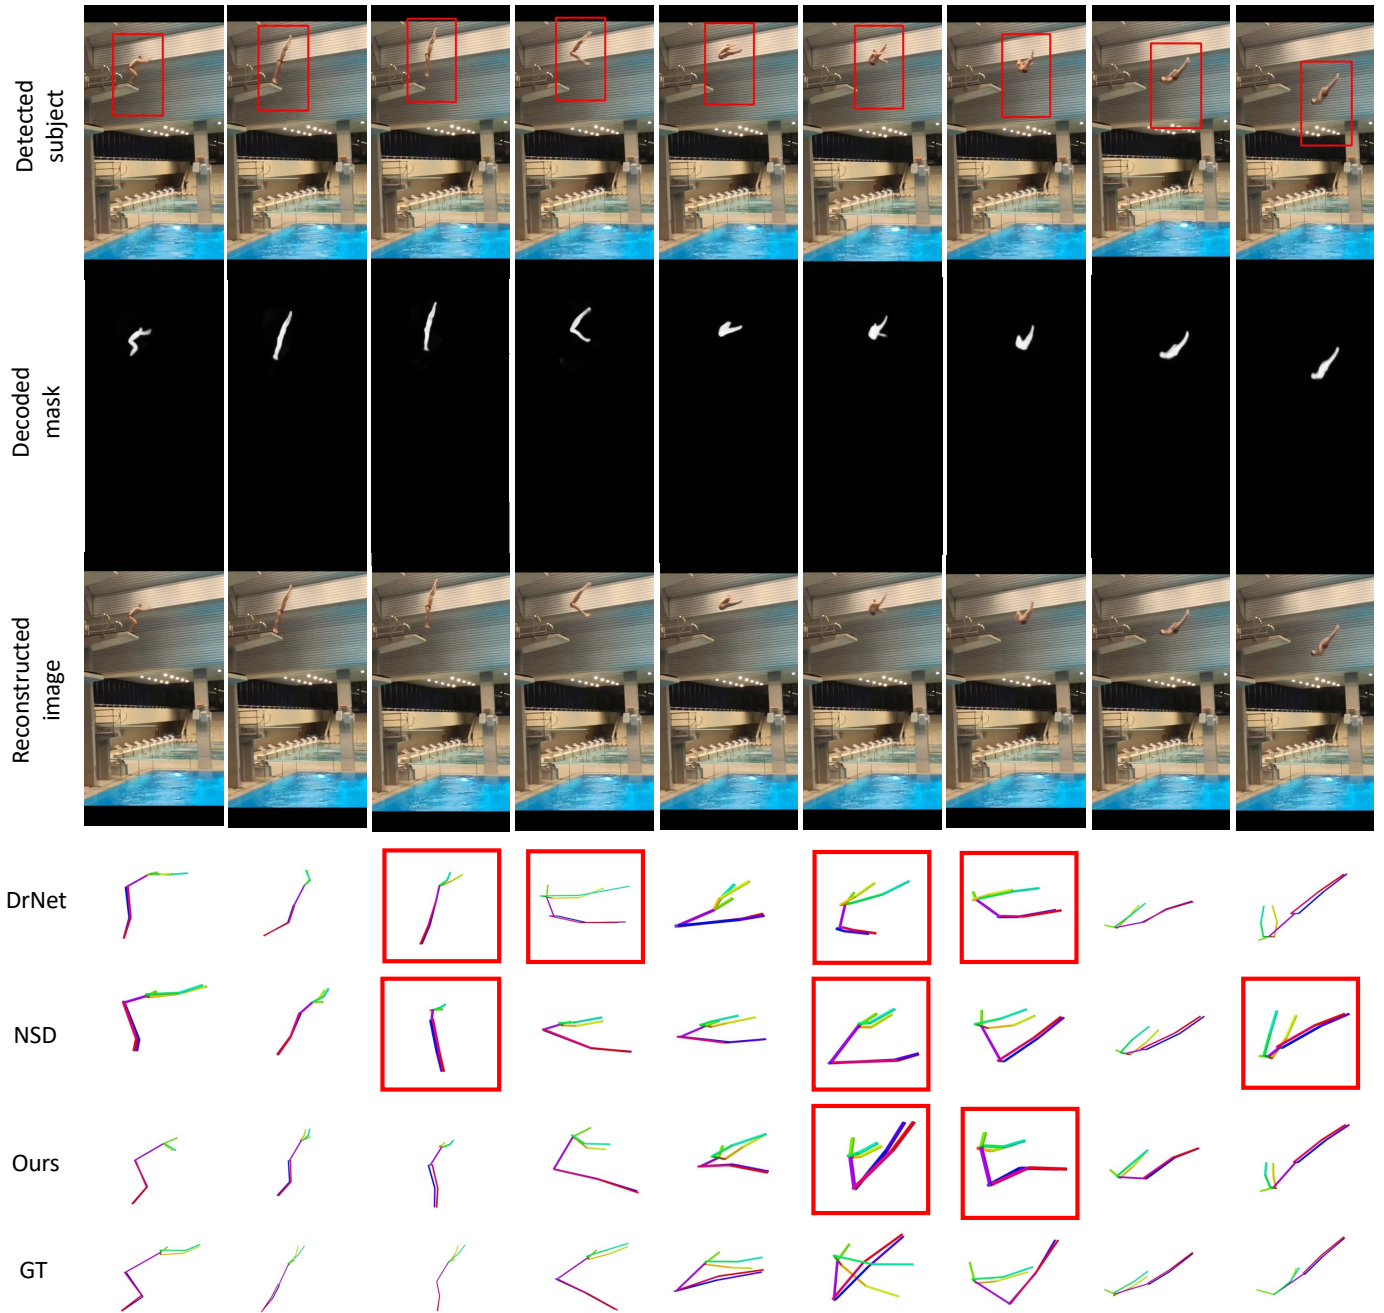 Detected
subject
Decoded
mask
Reconstructed
image
DrNet
NSD
Ours
GT